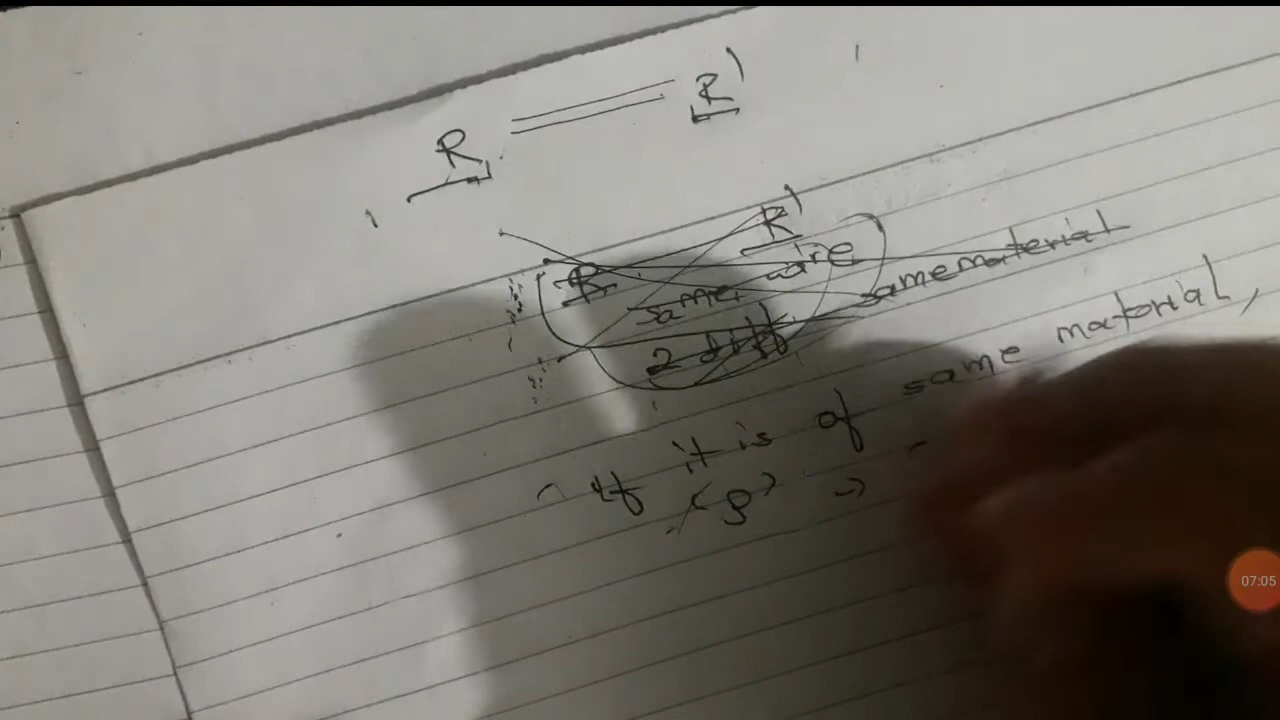 R = R'
R R'
same wire
2 diff same material
If it is of same material,
'ρ' →
07:05